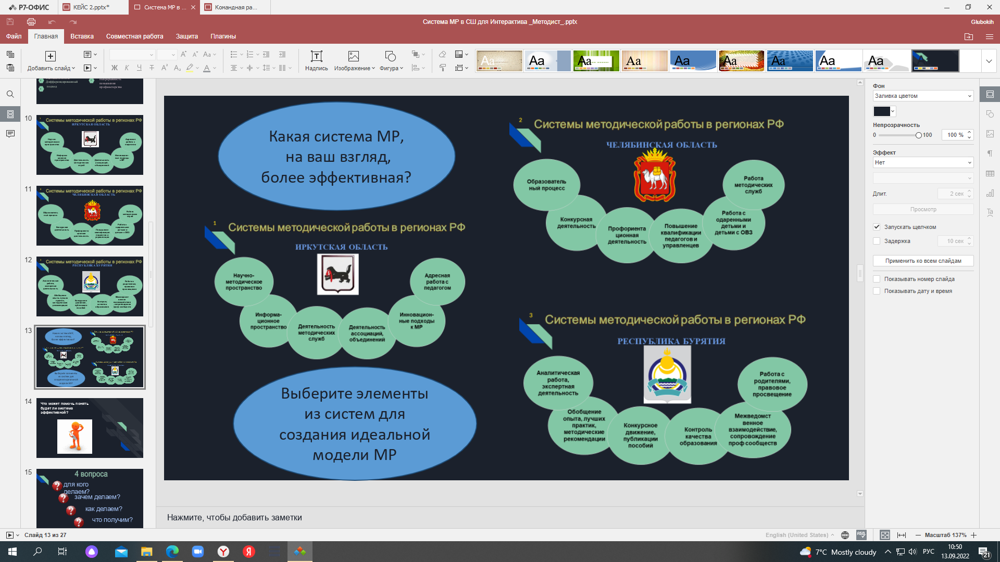 Р7-ОФИС
КЕЙС 2.pptx*
Система МР в ...
Командная ра...
Система МР в СШ для Интерактива _Методист_.pptx
Glubokih
Файл
Главная
Вставка
Совместная работа
Защита
Плагины
Добавить слайд
Ж К Ч Т А² А₂
Надпись
Изображение
Фигура
Aa Aa Aa Aa Aa Aa Aa Aa Aa
Дифференцированный
подход
Непрерывность
повышения
профмастерства
10
Системы методической работы в регионах РФ
ИРКУТСКАЯ ОБЛАСТЬ
11
Системы методической работы в регионах РФ
ЧЕЛЯБИНСКАЯ ОБЛАСТЬ
12
Системы методической работы в регионах РФ
РЕСПУБЛИКА БУРЯТИЯ
13
14
Что может помочь понять
будет ли система
эффективной?
15
4 вопроса
для кого
делаем?
зачем делаем?
как делаем?
что получим?
Какая система МР,
на ваш взгляд,
более эффективная?
1
Системы методической работы в регионах РФ
ИРКУТСКАЯ ОБЛАСТЬ
Научно-
методическое
пространство
Информа-
ционное
пространство
Деятельность
методических
служб
Деятельность
ассоциаций,
объединений
Инновацион-
ные подходы
к МР
Адресная
работа с
педагогом
Выберите элементы
из систем для
создания идеальной
модели МР
2
Системы методической работы в регионах РФ
ЧЕЛЯБИНСКАЯ ОБЛАСТЬ
Образователь
ный процесс
Конкурсная
деятельность
Профориента
ционная
деятельность
Повышение
квалификации
педагогов и
управленцев
Работа с
одаренными
детьми и
детьми с ОВЗ
Работа
методических
служб
3
Системы методической работы в регионах РФ
РЕСПУБЛИКА БУРЯТИЯ
Аналитическая
работа,
экспертная
деятельность
Обобщение
опыта, лучших
практик,
методические
рекомендации
Конкурсное
движение,
публикации
пособий
Контроль
качества
образования
Межведомст
венное
взаимодействие,
сопровождение
проф сообществ
Работа с
родителями,
правовое
просвещение
Фон
Заливка цветом
Непрозрачность
0 100 100 %
Эффект
Нет
Длит. 2 сек
Просмотр
Запускать щелчком
Задержка 10 сек
Применить ко всем слайдам
Показывать номер слайда
Показывать дату и время
Нажмите, чтобы добавить заметки
Слайд 13 из 27
English (United States)
Масштаб 137%
7°C Mostly cloudy
РУС
10:50
13.09.2022
21